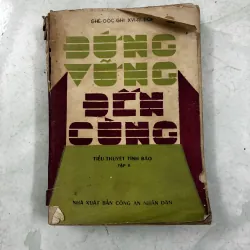 ĐỨNG
VỮNG
ĐẾN
CÙNG
TIỂU THUYẾT TÌNH BÁO
TẬP II
NHÀ XUẤT BẢN CÔNG AN NHÂN DÂN